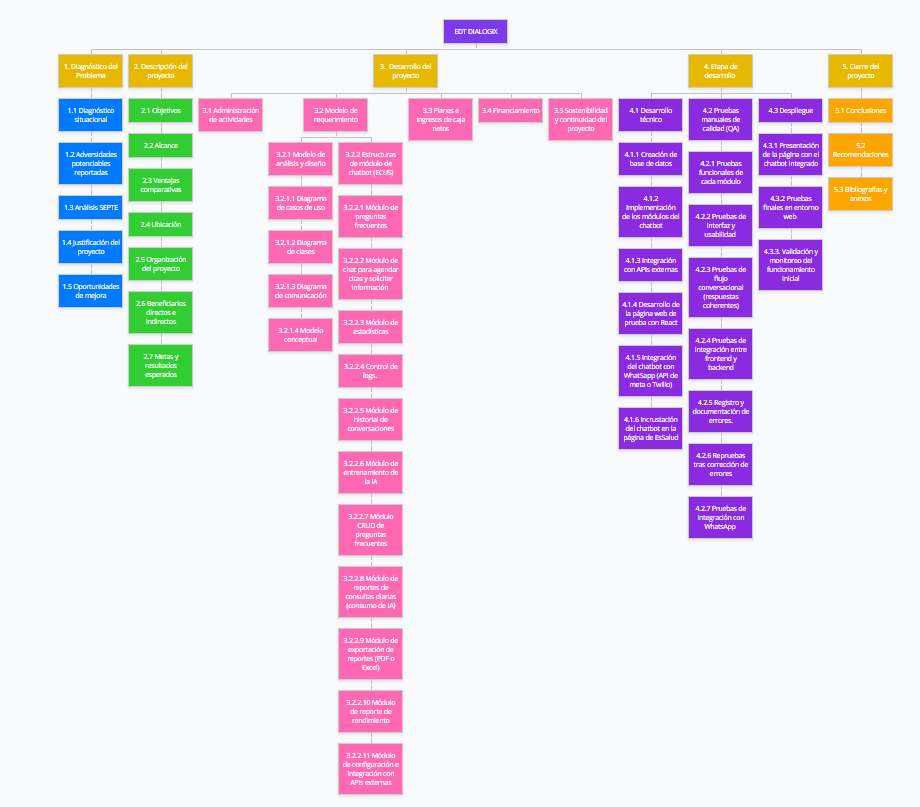 EDT DIALOGIX
1. Diagnóstico del
Problema
1.1 Diagnóstico
situacional
1.2 Adversidades
potenciables
reportadas
1.3 Análisis SEPTE
1.4 Justificación del
proyecto
1.5 Oportunidades
de mejora
2. Descripción del
proyecto
2.1 Objetivos
2.2 Alcance
2.3 Ventajas
comparativas
2.4 Ubicación
2.5 Organización
del proyecto
2.6 Beneficiarios
directos e
indirectos
2.7 Metas y
resultados
esperados
3. Desarrollo del
proyecto
3.1 Administración
de actividades
3.2 Modelo de
requerimiento
3.2.1 Modelo de
análisis y diseño
3.2.1.1 Diagrama
de casos de uso
3.2.1.2 Diagrama
de clases
3.2.1.3 Diagrama
de comunicación
3.2.1.4 Modelo
conceptual
3.2.2 Estructuras
de módulo de
chatbot (ECUS)
3.2.2.1 Módulo de
preguntas
frecuentes
3.2.2.2 Módulo de
chat para agendar
citas y solicitar
información
3.2.2.3 Módulo de
estadísticas
3.2.2.4 Control de
logs.
3.2.2.5 Módulo de
historial de
conversaciones
3.2.2.6 Módulo de
entrenamiento de
la IA
3.2.2.7 Módulo
CRUD de
preguntas
frecuentes
3.2.2.8 Módulo de
reportes de
consultas diarias
(consumo de IA)
3.2.2.9 Módulo de
exportación de
reportes (PDF o
Excel)
3.2.2.10 Módulo
de reporte de
rendimiento
3.2.2.11 Módulo
de configuración e
integración con
APIs externas
3.3 Planes e
ingresos de caja
netos
3.4 Financiamiento
3.5 Sostenibilidad
y continuidad del
proyecto
4. Etapa de
desarrollo
4.1 Desarrollo
técnico
4.1.1 Creación de
base de datos
4.1.2
Implementación
de los módulos del
chatbot
4.1.3 Integración
con APIs externas
4.1.4 Desarrollo de
la página web de
prueba con React
4.1.5 Integración
del chatbot con
WhatSapp (API de
meta o Twilio)
4.1.6 Incrustación
del chatbot en la
página de EsSalud
4.2 Pruebas
manuales de
calidad (QA)
4.2.1 Pruebas
funcionales de
cada módulo
4.2.2 Pruebas de
interfaz y
usabilidad
4.2.3 Pruebas de
flujo
conversacional
(respuestas
coherentes)
4.2.4 Pruebas de
integración entre
frontend y
backend
4.2.5 Registro y
documentación de
errores.
4.2.6 Repruebas
tras corrección de
errores
4.2.7 Pruebas de
integración con
WhatsApp
4.3 Despliegue
4.3.1 Presentación
de la página con el
chatbot integrado
4.3.2 Pruebas
finales en entorno
web
4.3.3. Validación y
monitoreo del
funcionamiento
inicial
5. Cierre del
proyecto
5.1 Conclusiones
5.2
Recomendaciones
5.3 Bibliografías y
anexos